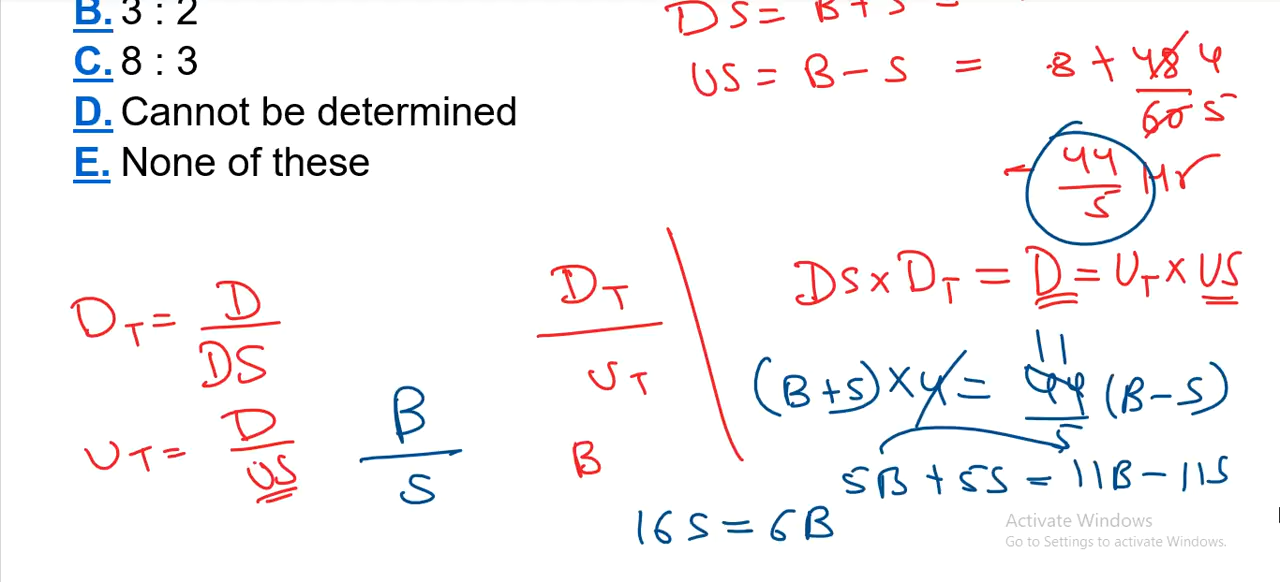 B. 3 : 2
C. 8 : 3
D. Cannot be determined
E. None of these
DS = B + S =
US = B - S = 8 + 48/60 4/5
44/5 Hr
DS × D_T = D = U_T × US
D_T = D/DS
U_T = D/US
B/S
D_T/U_T
B
(B+S) × 4 = 44/5 (B-S)
11
5B + 5S = 11B - 11S
16S = 6B
Activate Windows
Go to Settings to activate Windows.